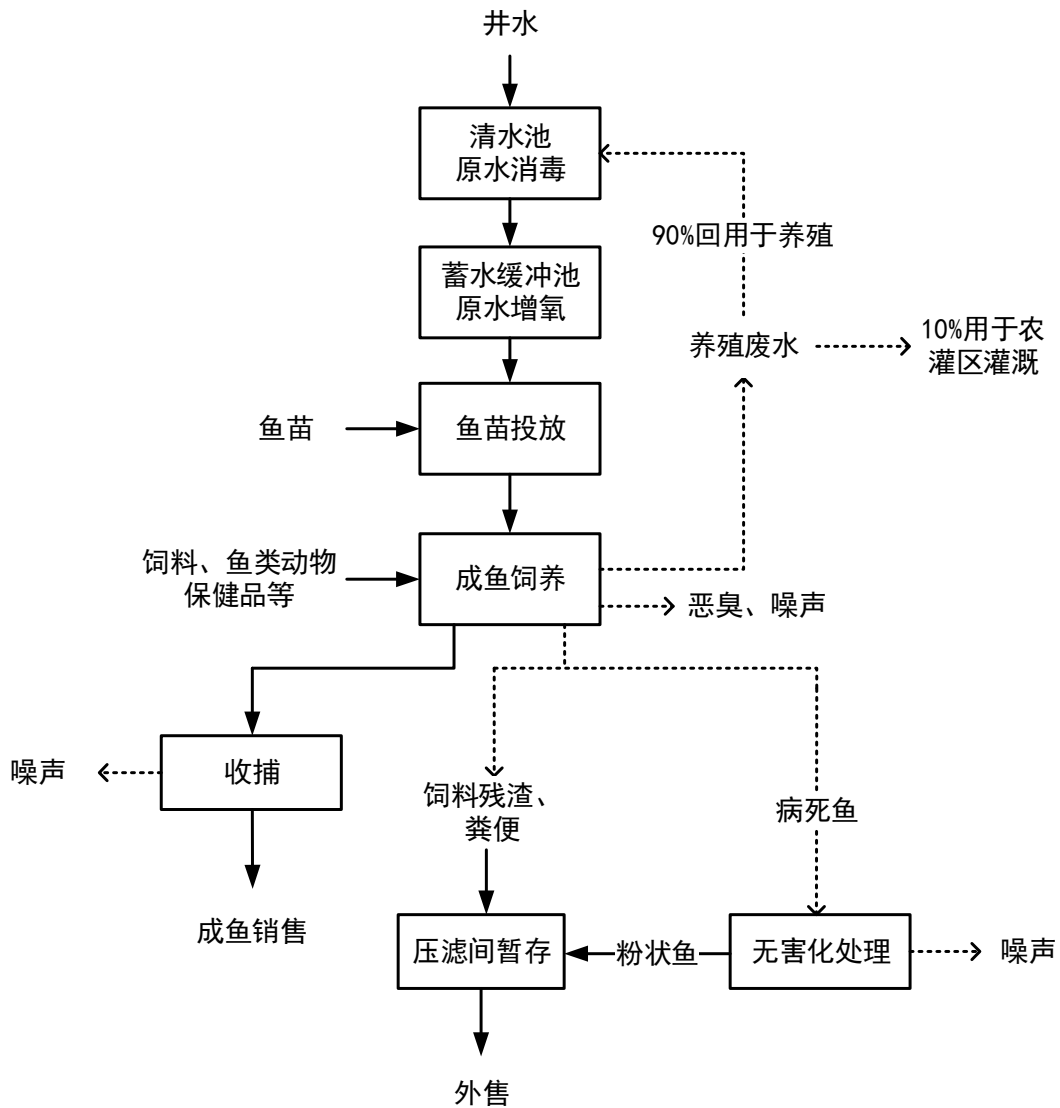 井水
清水池
原水消毒
90%回用于养殖
蓄水缓冲池
原水增氧
养殖废水
10%用于农
灌区灌溉
鱼苗
鱼苗投放
饲料、鱼类动物
保健品等
成鱼饲养
恶臭、噪声
噪声
收捕
饲料残渣、
粪便
病死鱼
成鱼销售
压滤间暂存
粉状鱼
无害化处理
噪声
外售